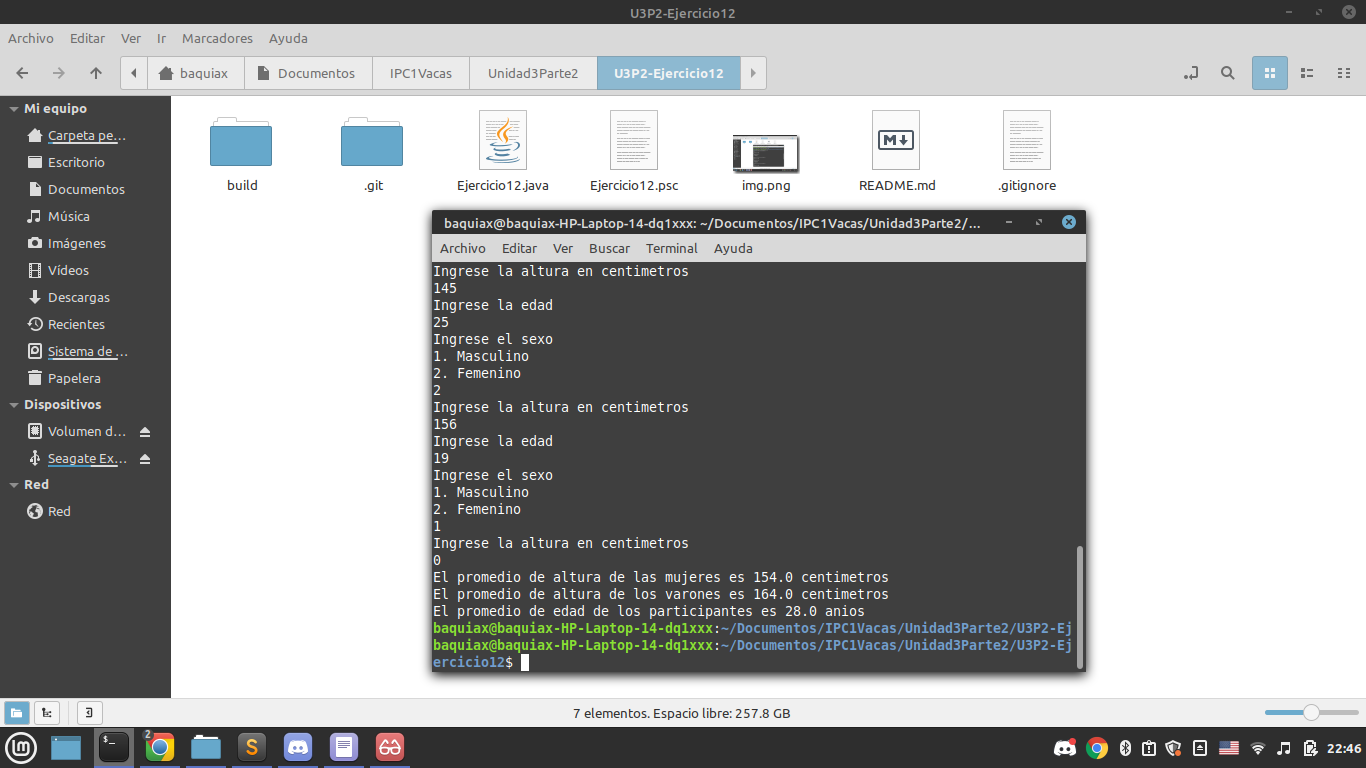 U3P2-Ejercicio12
Archivo Editar Ver Ir Marcadores Ayuda
baquiax Documentos IPC1Vacas Unidad3Parte2 U3P2-Ejercicio12
Mi equipo
Carpeta pe...
Escritorio
Documentos
Música
Imágenes
Vídeos
Descargas
Recientes
Sistema de ...
Papelera
Dispositivos
Volumen d...
Seagate Ex...
Red
Red
build .git Ejercicio12.java Ejercicio12.psc img.png README.md .gitignore
baquiax@baquiax-HP-Laptop-14-dq1xxx: ~/Documentos/IPC1Vacas/Unidad3Parte2/...
Archivo Editar Ver Buscar Terminal Ayuda
Ingrese la altura en centimetros
145
Ingrese la edad
25
Ingrese el sexo
1. Masculino
2. Femenino
2
Ingrese la altura en centimetros
156
Ingrese la edad
19
Ingrese el sexo
1. Masculino
2. Femenino
1
Ingrese la altura en centimetros
0
El promedio de altura de las mujeres es 154.0 centimetros
El promedio de altura de los varones es 164.0 centimetros
El promedio de edad de los participantes es 28.0 anios
baquiax@baquiax-HP-Laptop-14-dq1xxx:~/Documentos/IPC1Vacas/Unidad3Parte2/U3P2-Ej
baquiax@baquiax-HP-Laptop-14-dq1xxx:~/Documentos/IPC1Vacas/Unidad3Parte2/U3P2-Ej
ercicio12$
7 elementos. Espacio libre: 257.8 GB
2
22:46